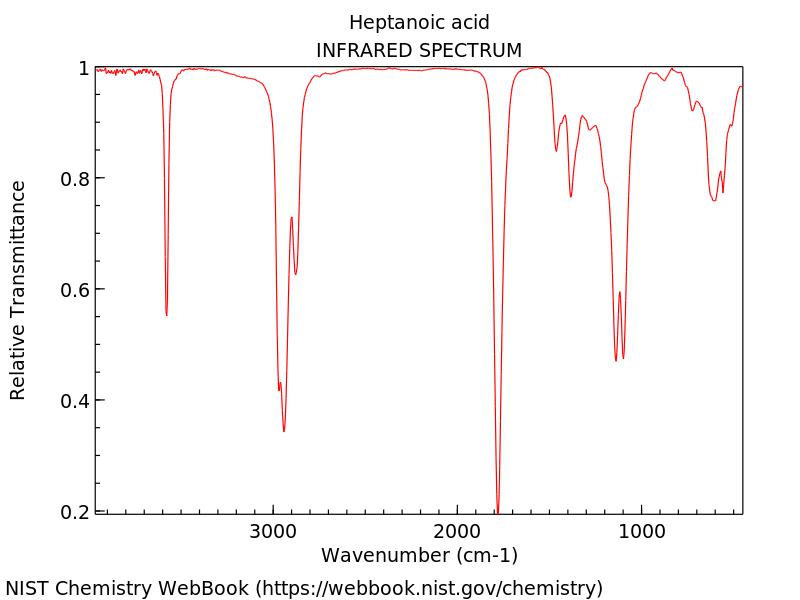 Heptanoic acid
INFRARED SPECTRUM
1
0.8
0.6
0.4
0.2
Relative Transmittance
3000
2000
1000
Wavenumber (cm-1)
NIST Chemistry WebBook (https://webbook.nist.gov/chemistry)